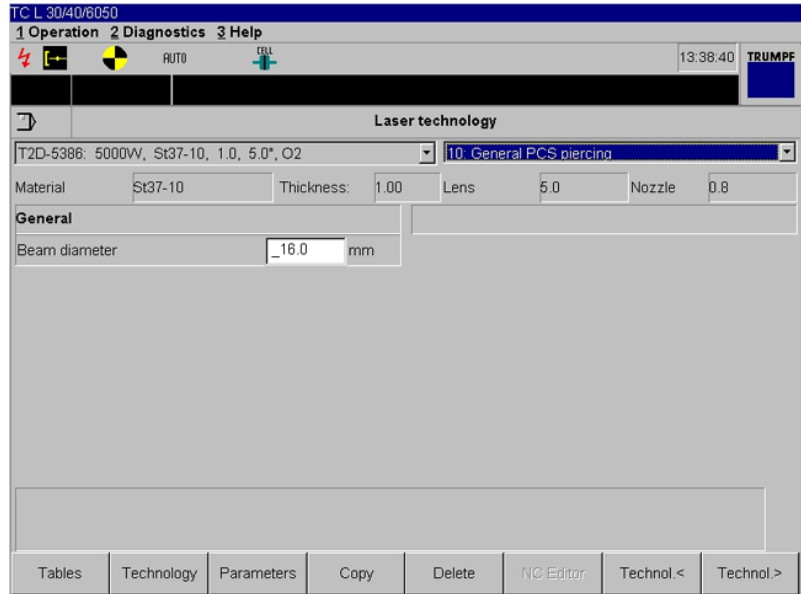 TC L 30/40/6050
1 Operation 2 Diagnostics 3 Help
AUTO CELL 13:38:40 TRUMPF
Laser technology
T2D-5386: 5000W, St37-10, 1.0, 5.0", O2 10: General PCS piercing
Material St37-10 Thickness: 1.00 Lens 5.0 Nozzle 0.8
General
Beam diameter _16.0 mm
Tables Technology Parameters Copy Delete NC Editor Technol.< Technol.>